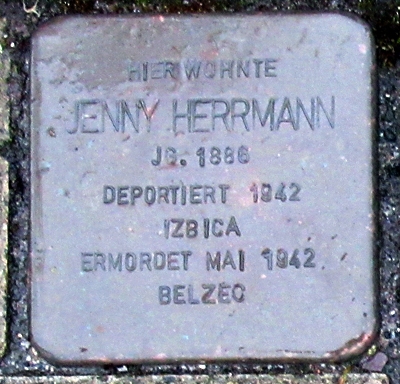 HIER WOHNTE
JENNY HERRMANN
JG. 1886
DEPORTIERT 1942
IZBICA
ERMORDET MAI 1942
BELZEC